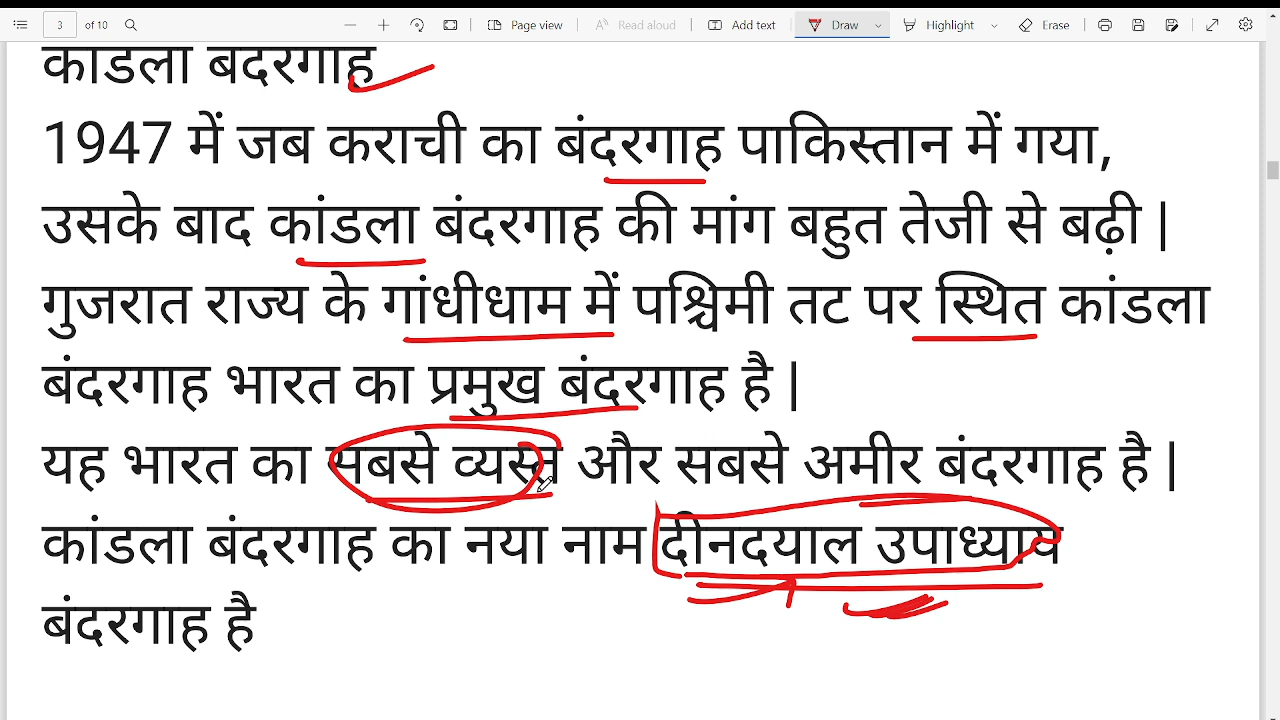 3 of 10 Page view Read aloud Add text Draw Highlight Erase
कांडला बंदरगाह
1947 में जब कराची का बंदरगाह पाकिस्तान में गया,
उसके बाद कांडला बंदरगाह की मांग बहुत तेजी से बढ़ी |
गुजरात राज्य के गांधीधाम में पश्चिमी तट पर स्थित कांडला
बंदरगाह भारत का प्रमुख बंदरगाह है |
यह भारत का सबसे व्यस्त और सबसे अमीर बंदरगाह है |
कांडला बंदरगाह का नया नाम दीनदयाल उपाध्याय
बंदरगाह है